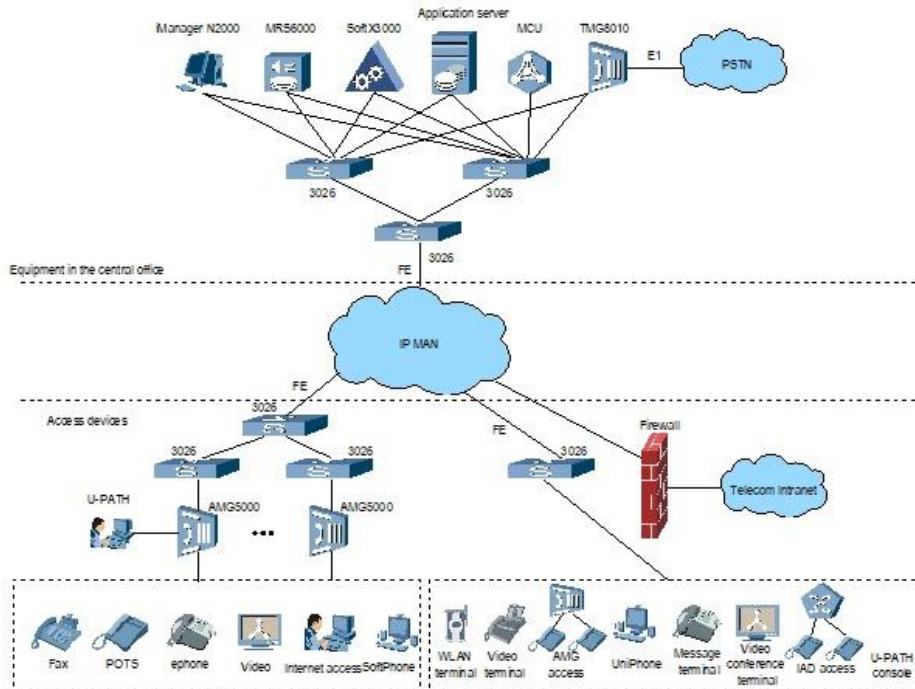 Application server
iManager N2000
MRS6000
SoftX3000
MCU
TMG8010
E1
PSTN
3026
3026
3026
FE
Equipment in the central office
IP MAN
FE
Access devices
3026
FE
Firewall
3026
3026
3026
U-PATH
AMG5000
AMG5000
Telecom Intranet
Fax
POTS
ephone
Video
Internet access
SoftPhone
WLAN
terminal
Video
terminal
AMG
access
UniPhone
Message
terminal
Video
conference
terminal
IAD access
U-PATH
console